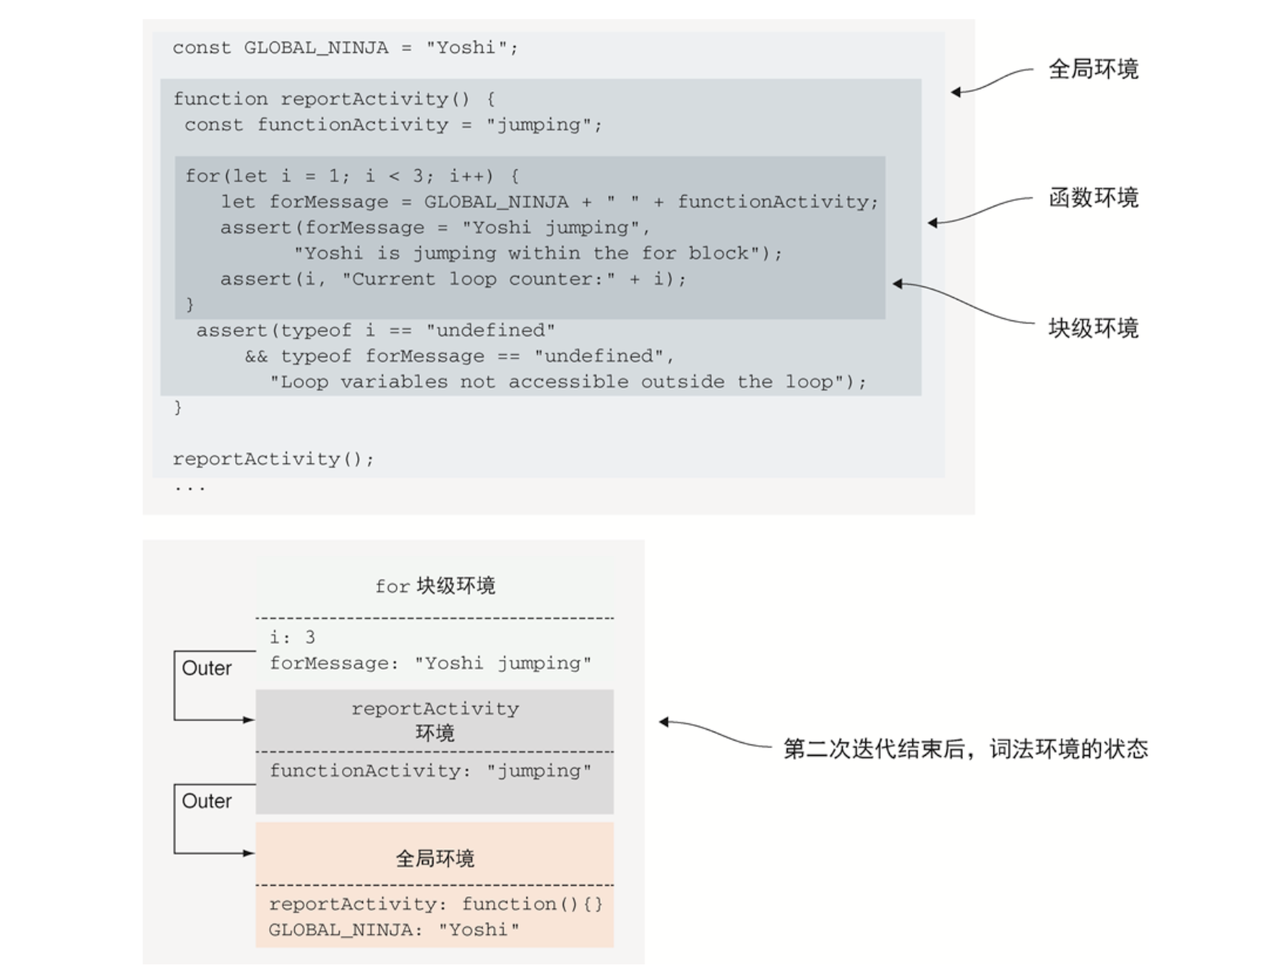 const GLOBAL_NINJA = "Yoshi";
全局环境
function reportActivity() {
const functionActivity = "jumping";
for(let i = 1; i < 3; i++) {
let forMessage = GLOBAL_NINJA + " " + functionActivity;
函数环境
assert(forMessage = "Yoshi jumping",
"Yoshi is jumping within the for block");
assert(i, "Current loop counter:" + i);
}
块级环境
assert(typeof i == "undefined"
&& typeof forMessage == "undefined",
"Loop variables not accessible outside the loop");
}
reportActivity();
...
for 块级环境
i: 3
forMessage: "Yoshi jumping"
Outer
reportActivity
环境
functionActivity: "jumping"
第二次迭代结束后，词法环境的状态
Outer
全局环境
reportActivity: function(){}
GLOBAL_NINJA: "Yoshi"